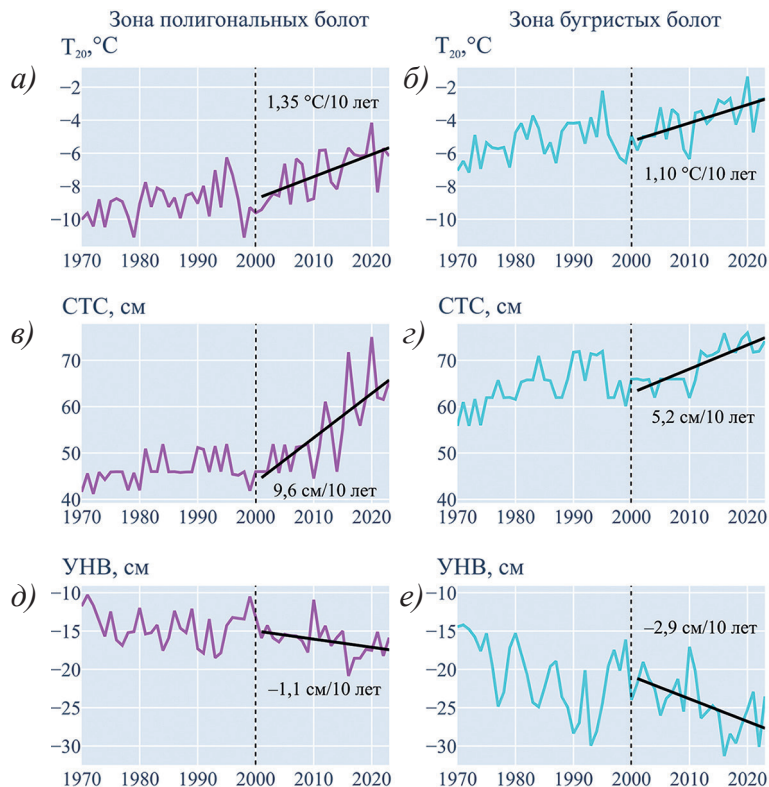 Зона полигональных болот
Зона бугристых болот
T₂₀,°C
T₂₀,°C
а)
б)
−2
−4
−6
−8
−10
1,35 °C/10 лет
1970 1980 1990 2000 2010 2020
−2
−4
−6
−8
−10
1,10 °C/10 лет
1970 1980 1990 2000 2010 2020
СТС, см
СТС, см
в)
г)
70
60
50
40
9,6 см/10 лет
1970 1980 1990 2000 2010 2020
70
60
50
40
5,2 см/10 лет
1970 1980 1990 2000 2010 2020
УНВ, см
УНВ, см
д)
е)
−10
−15
−20
−25
−30
−1,1 см/10 лет
1970 1980 1990 2000 2010 2020
−10
−15
−20
−25
−30
−2,9 см/10 лет
1970 1980 1990 2000 2010 2020